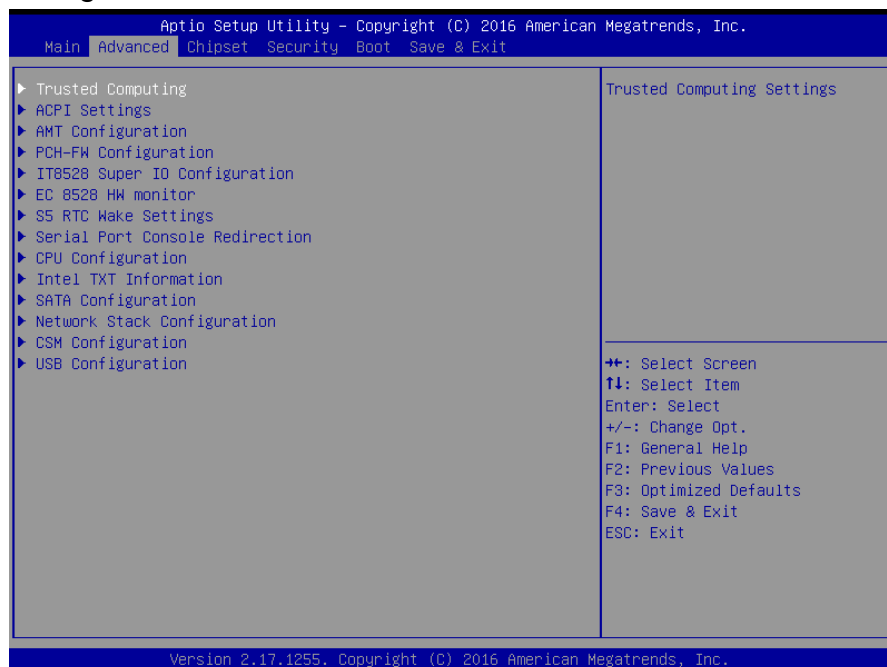 Aptio Setup Utility – Copyright (C) 2016 American Megatrends, Inc.
Main Advanced Chipset Security Boot Save & Exit
▶ Trusted Computing
▶ ACPI Settings
▶ AMT Configuration
▶ PCH-FW Configuration
▶ IT8528 Super IO Configuration
▶ EC 8528 HW monitor
▶ S5 RTC Wake Settings
▶ Serial Port Console Redirection
▶ CPU Configuration
▶ Intel TXT Information
▶ SATA Configuration
▶ Network Stack Configuration
▶ CSM Configuration
▶ USB Configuration
Trusted Computing Settings
→←: Select Screen
↑↓: Select Item
Enter: Select
+/-: Change Opt.
F1: General Help
F2: Previous Values
F3: Optimized Defaults
F4: Save & Exit
ESC: Exit
Version 2.17.1255. Copyright (C) 2016 American Megatrends, Inc.